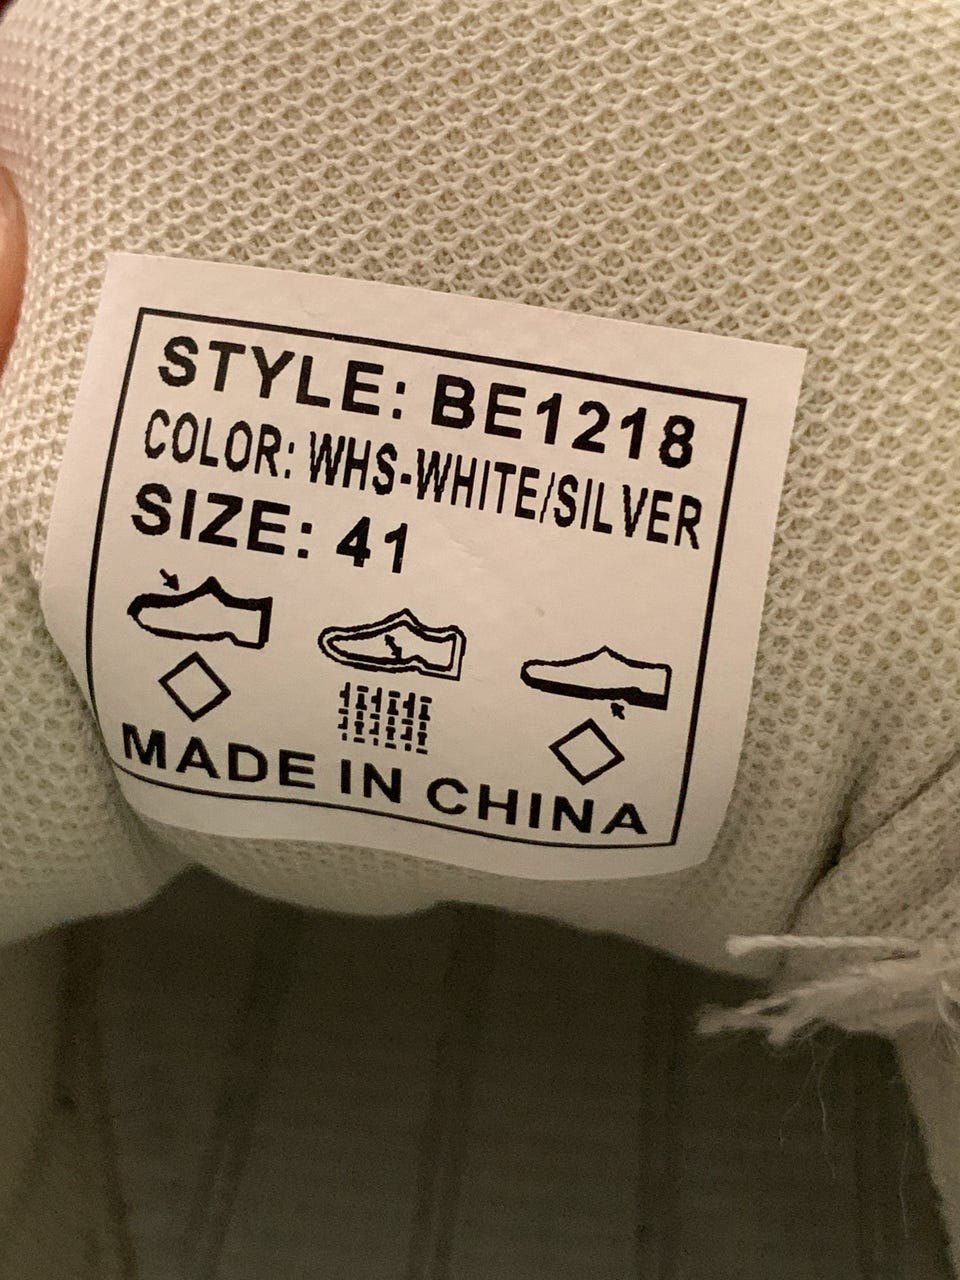 STYLE: BE1218
COLOR: WHS-WHITE/SILVER
SIZE: 41
MADE IN CHINA